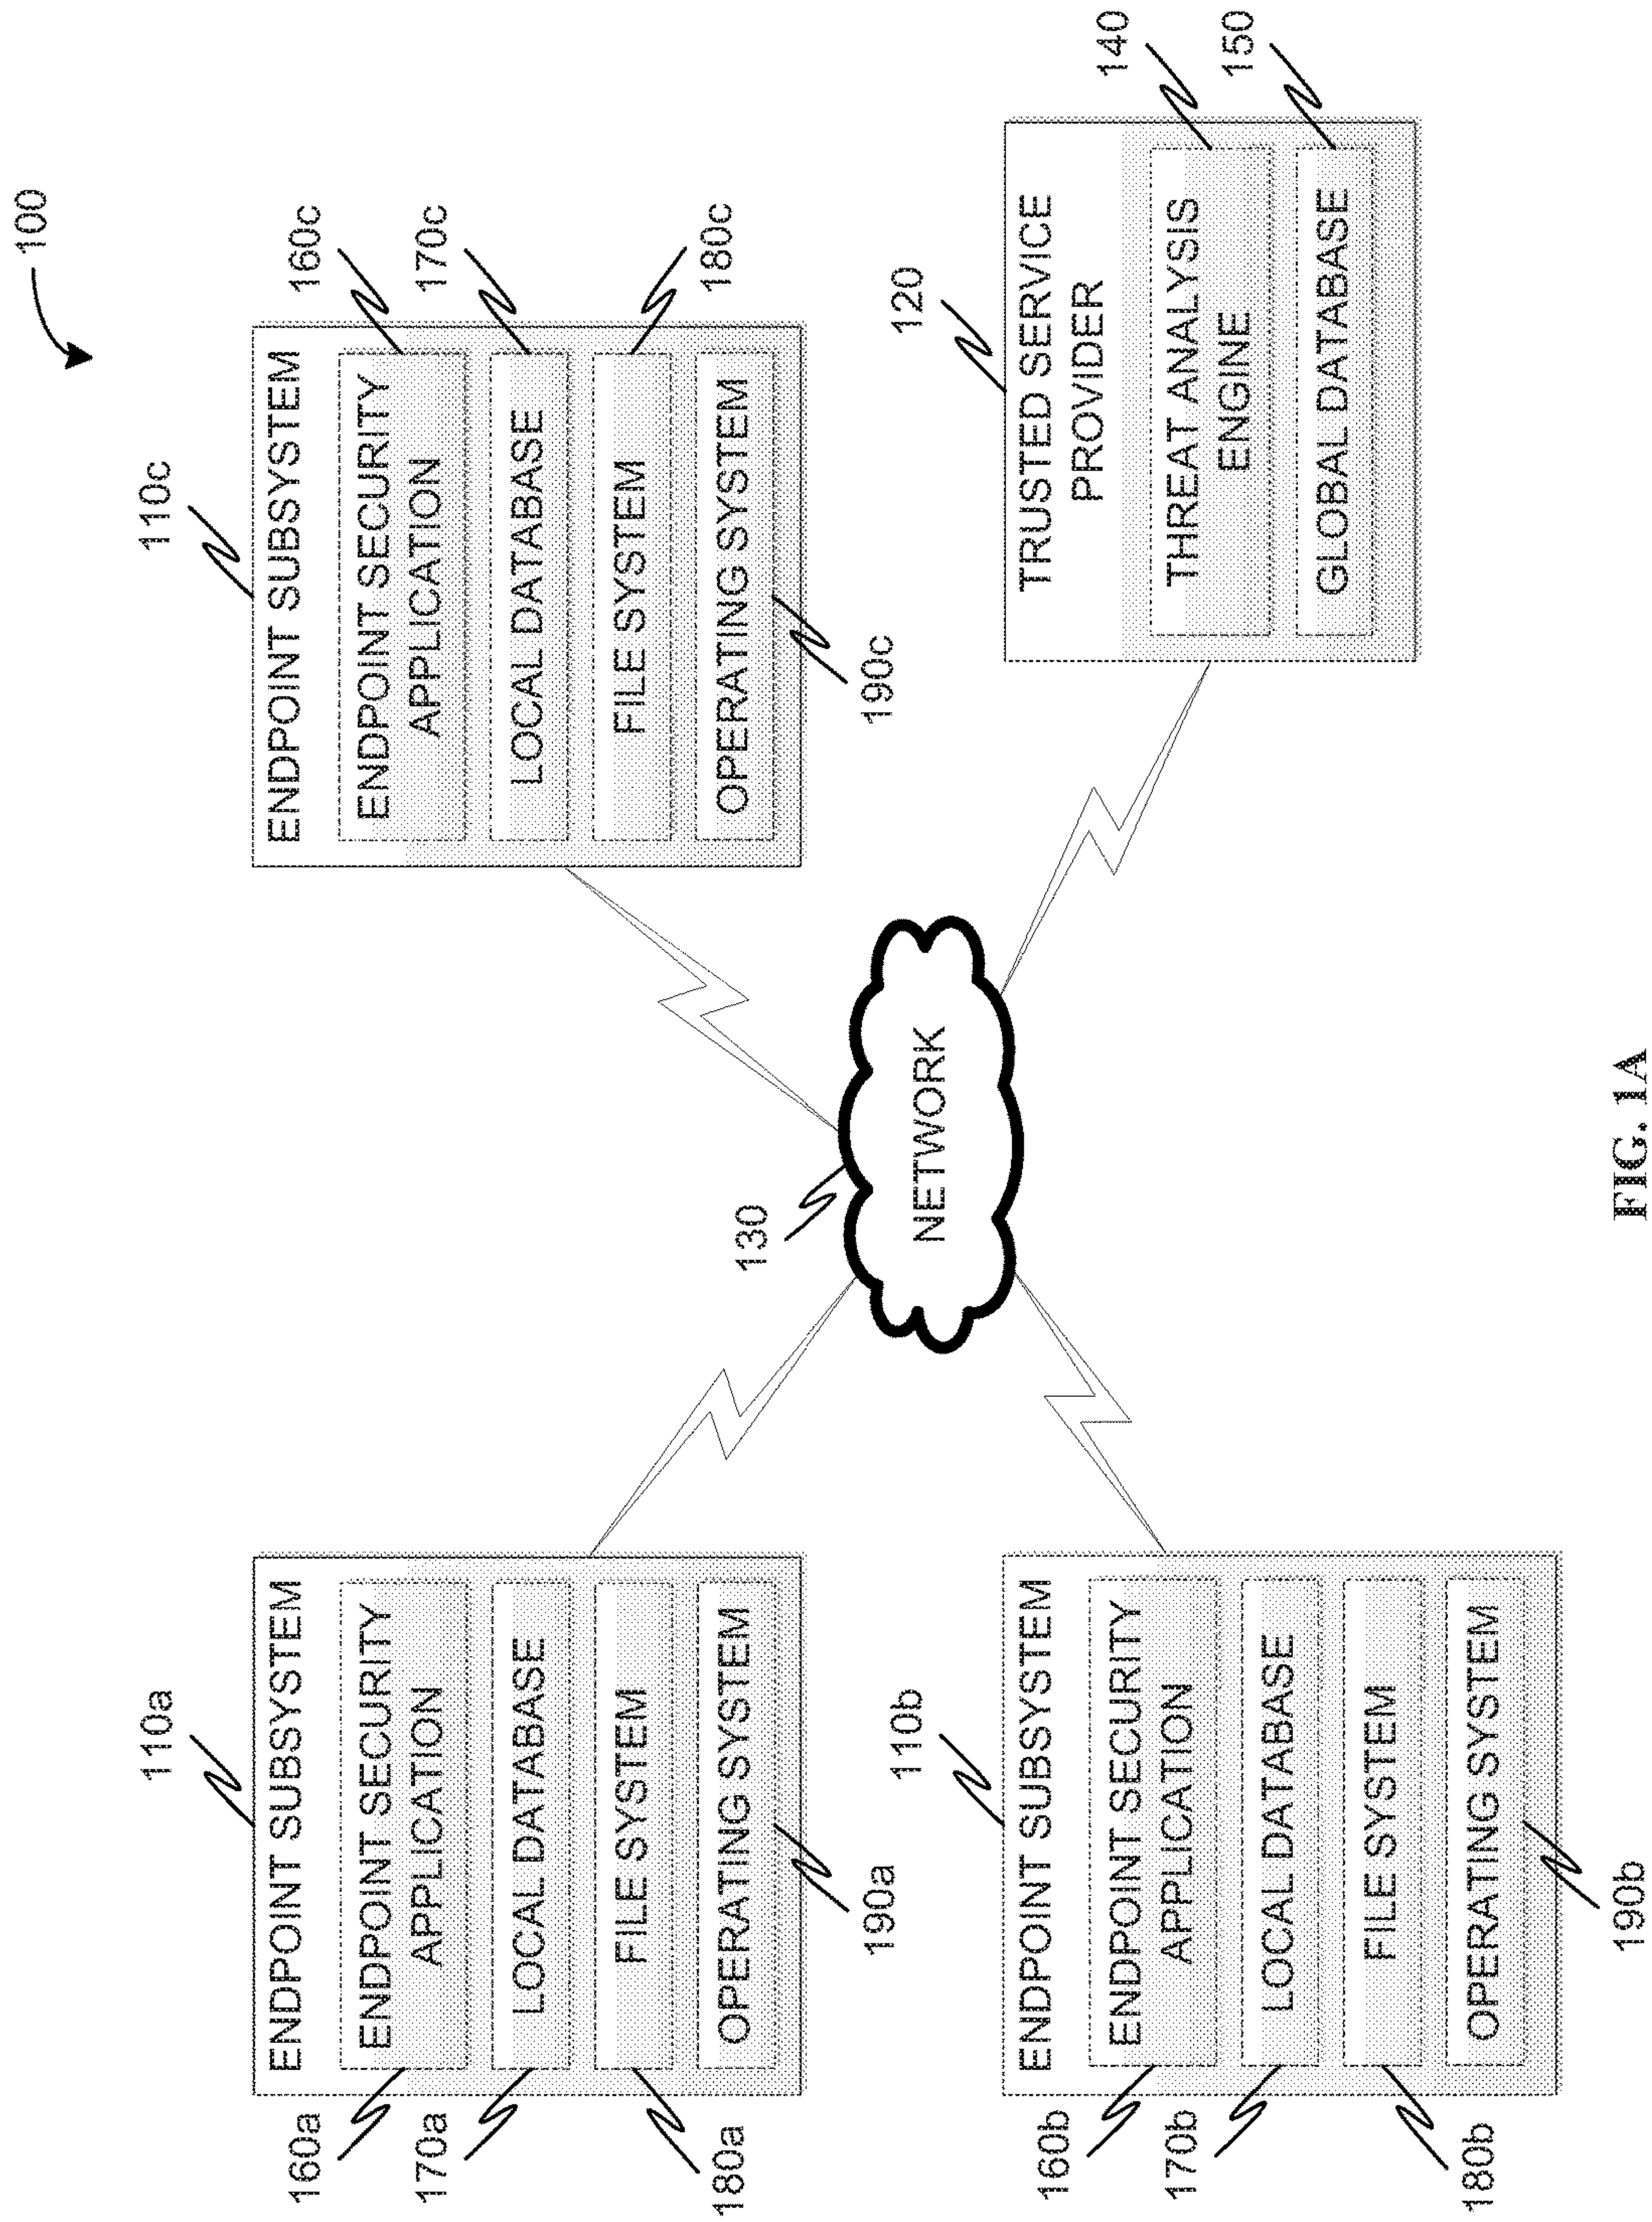 100
110a
ENDPOINT SUBSYSTEM
160a
ENDPOINT SECURITY
APPLICATION
170a
LOCAL DATABASE
180a
FILE SYSTEM
OPERATING SYSTEM
190a
110c
ENDPOINT SUBSYSTEM
ENDPOINT SECURITY
APPLICATION
160c
LOCAL DATABASE
170c
FILE SYSTEM
180c
OPERATING SYSTEM
190c
130
NETWORK
110b
ENDPOINT SUBSYSTEM
160b
ENDPOINT SECURITY
APPLICATION
170b
LOCAL DATABASE
180b
FILE SYSTEM
OPERATING SYSTEM
190b
120
TRUSTED SERVICE
PROVIDER
THREAT ANALYSIS
ENGINE
140
GLOBAL DATABASE
150
FIG. 1A